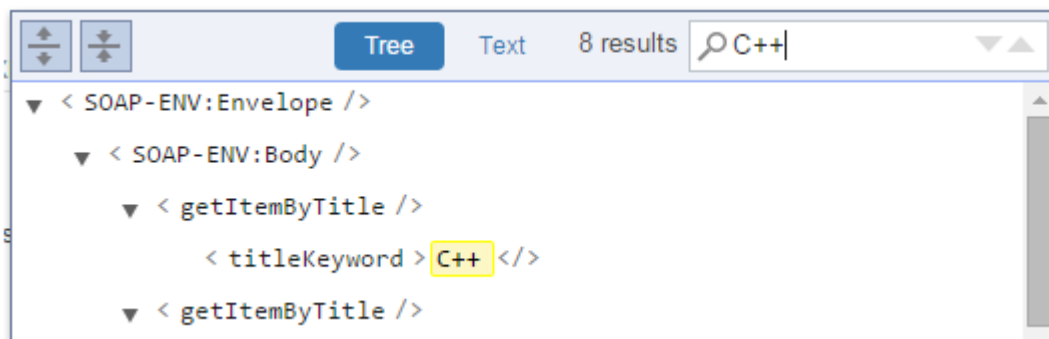 Tree Text 8 results C++
< SOAP-ENV:Envelope />
< SOAP-ENV:Body />
< getItemByTitle />
< titleKeyword > C++ </>
< getItemByTitle />